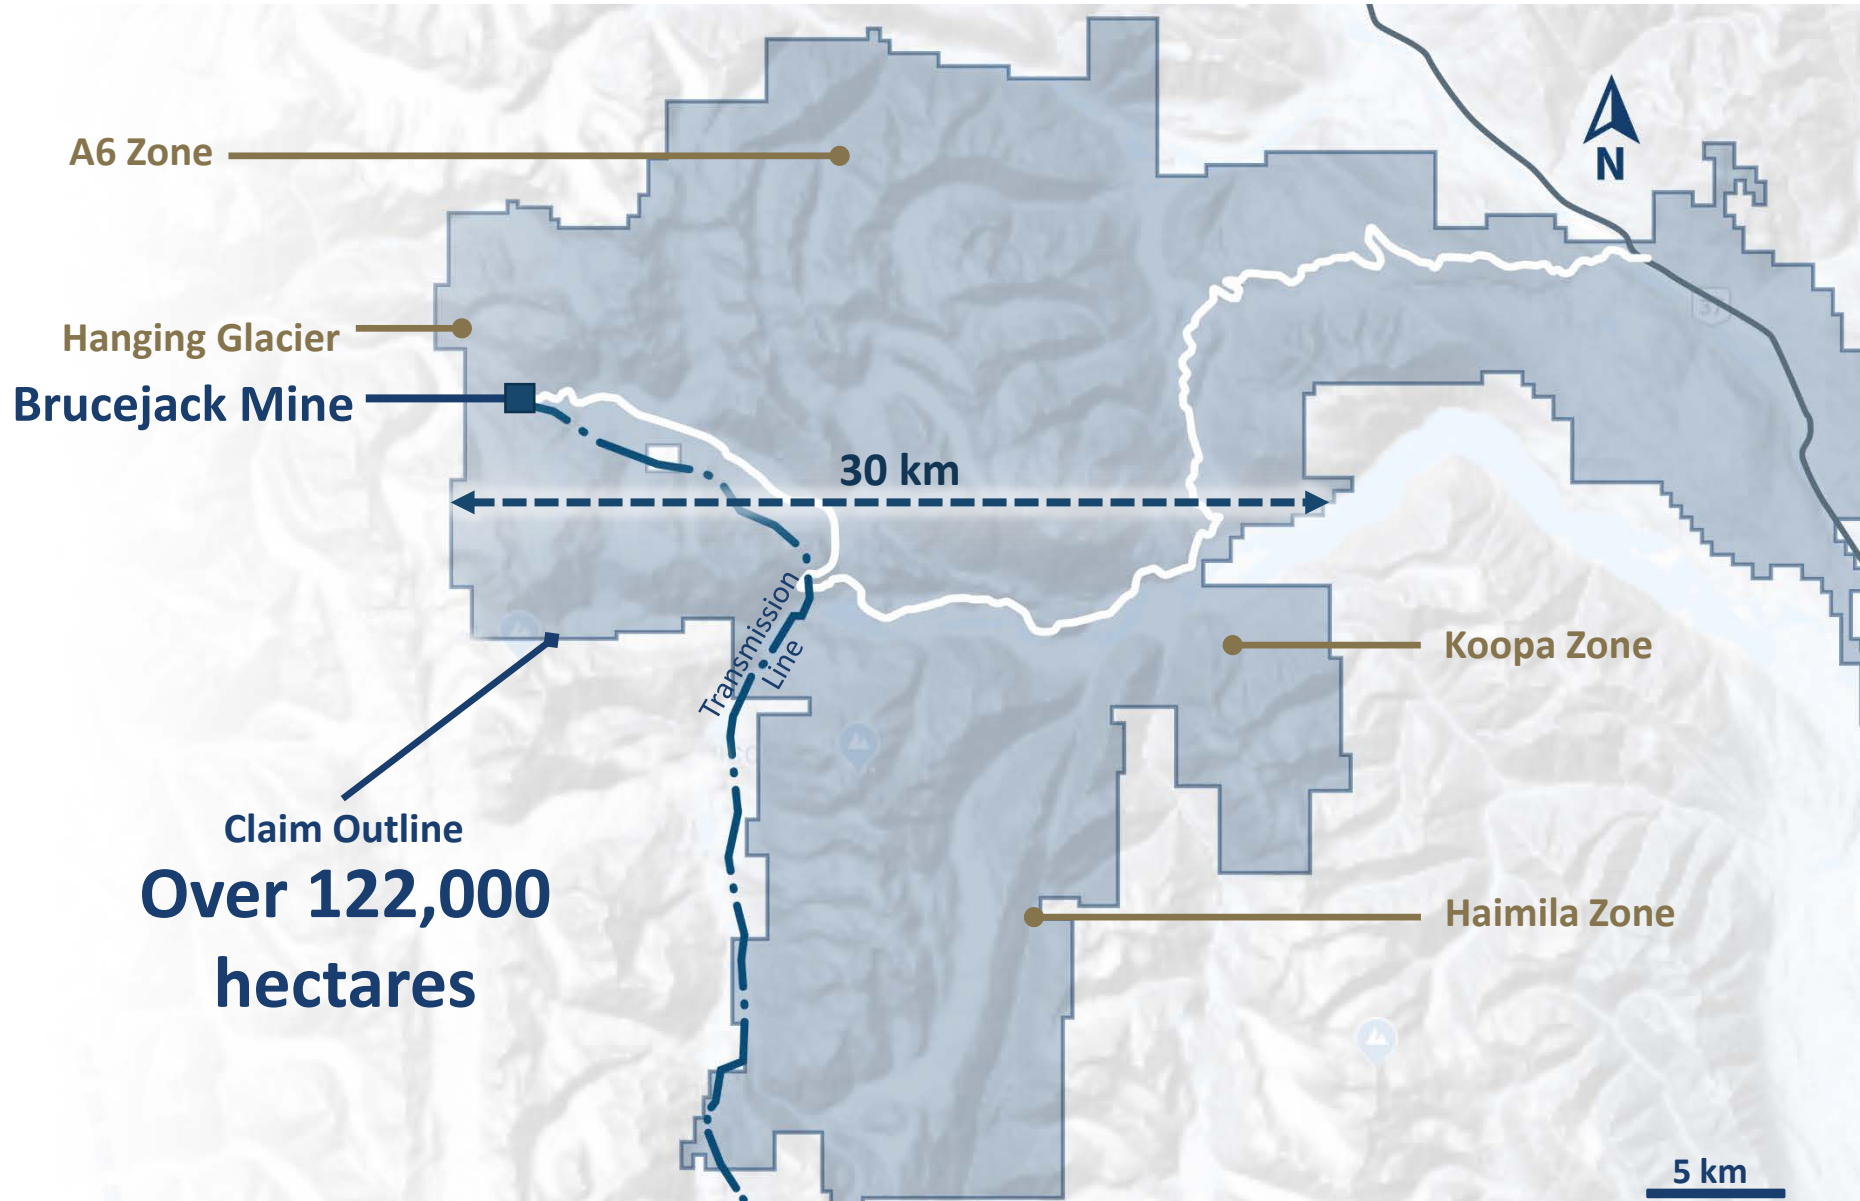 A6 Zone
N
37
Hanging Glacier
Brucejack Mine
30 km
Transmission
Line
Koopa Zone
Claim Outline
Over 122,000
hectares
Haimila Zone
5 km